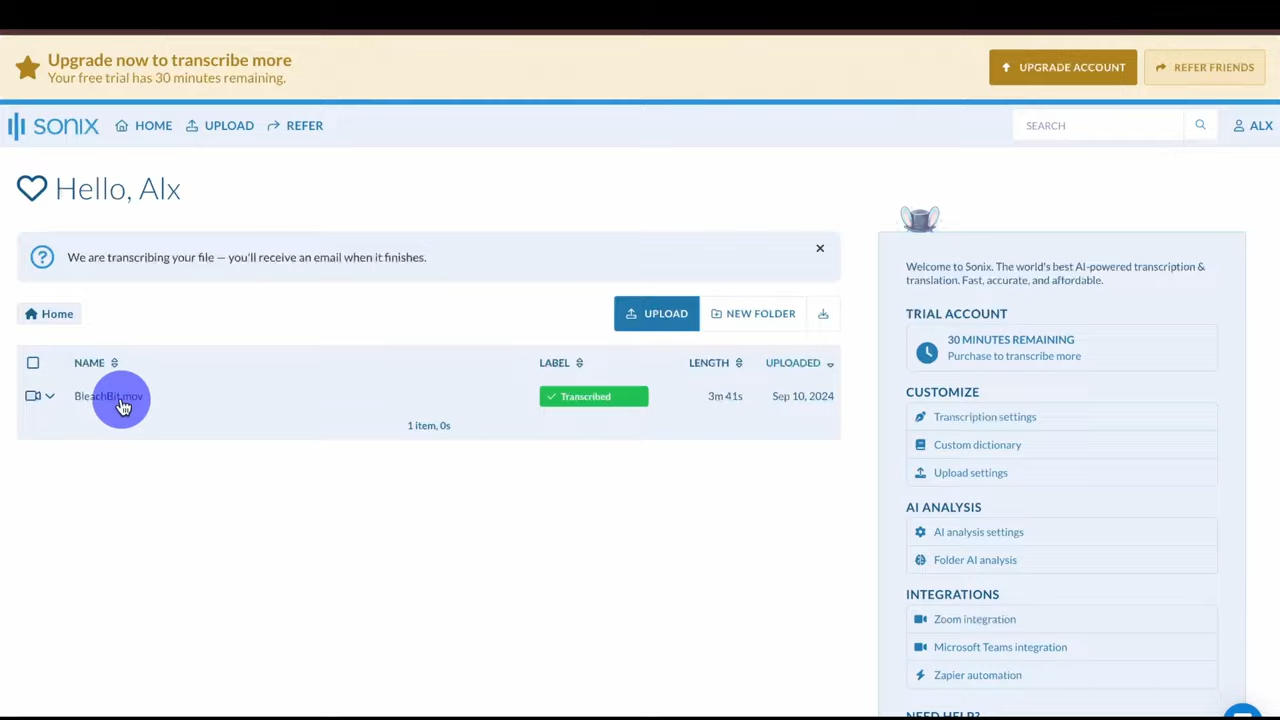 Upgrade now to transcribe more
Your free trial has 30 minutes remaining.
UPGRADE ACCOUNT
REFER FRIENDS
sonix
HOME
UPLOAD
REFER
SEARCH
ALX
Hello, Alx
We are transcribing your file — you'll receive an email when it finishes.
Home
UPLOAD
NEW FOLDER
NAME
LABEL
LENGTH
UPLOADED
BleachBit.mov
Transcribed
3m 41s
Sep 10, 2024
1 item, 0s
Welcome to Sonix. The world's best AI-powered transcription &
translation. Fast, accurate, and affordable.
TRIAL ACCOUNT
30 MINUTES REMAINING
Purchase to transcribe more
CUSTOMIZE
Transcription settings
Custom dictionary
Upload settings
AI ANALYSIS
AI analysis settings
Folder AI analysis
INTEGRATIONS
Zoom integration
Microsoft Teams integration
Zapier automation
NEED HELP?